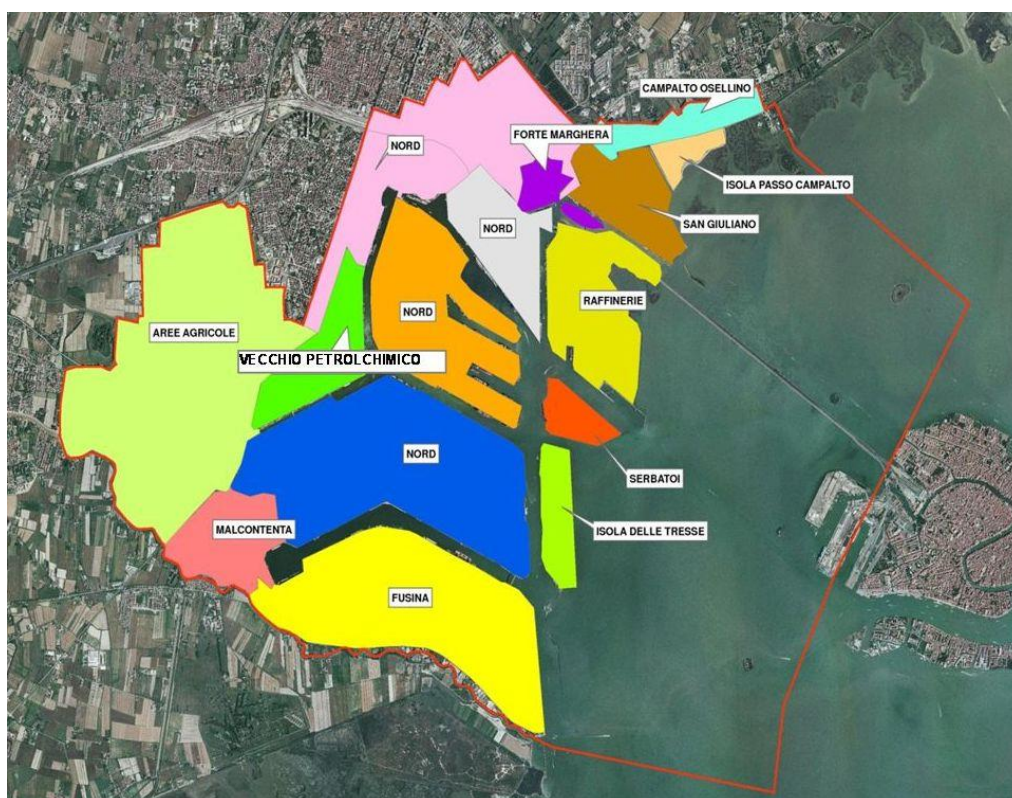 CAMPALTO OSELLINO
FORTE MARGHERA
NORD
ISOLA PASSO CAMPALTO
NORD
SAN GIULIANO
RAFFINERIE
NORD
AREE AGRICOLE
VECCHIO PETROLCHIMICO
NORD
SERBATOI
MALCONTENTA
ISOLA DELLE TRESSE
FUSINA